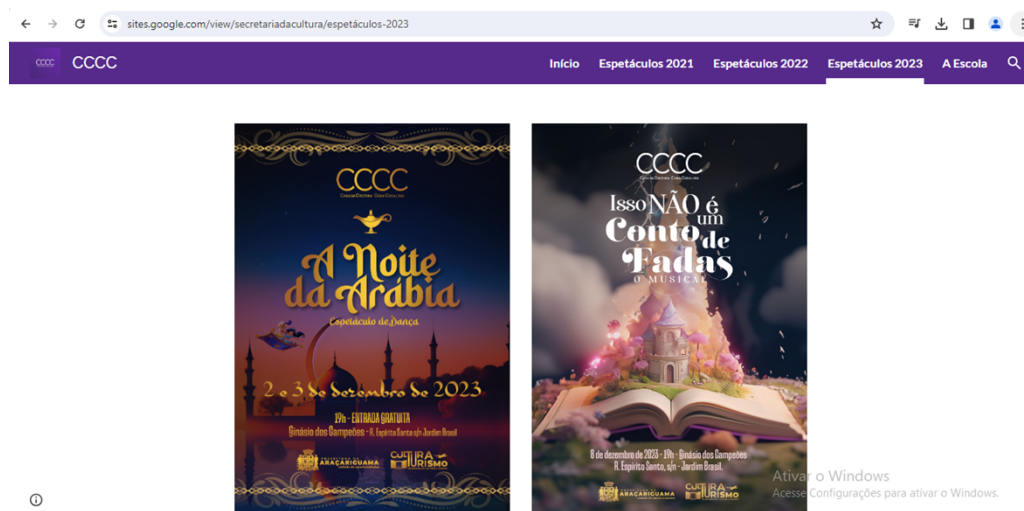 sites.google.com/view/secretariadacultura/espetáculos-2023
CCCC
CCCC
Início
Espetáculos 2021
Espetáculos 2022
Espetáculos 2023
A Escola
CCCC
A Noite
da Arábia
Espetáculo de Dança
2 e 3 de dezembro de 2023
19h - ENTRADA GRATUITA
Ginásio dos Campeões - R. Espírito Santo s/n Jardim Brasil
ARAÇARIGUAMA
CULTURA
TURISMO
CCCC
Isso NÃO é
um
Conto de
Fadas
O MUSICAL
8 de dezembro de 2023 - 19h - Ginásio dos Campeões
R. Espírito Santo, s/n - Jardim Brasil.
ARAÇARIGUAMA
CULTURA
TURISMO
Ativar o Windows
Acesse Configurações para ativar o Windows.